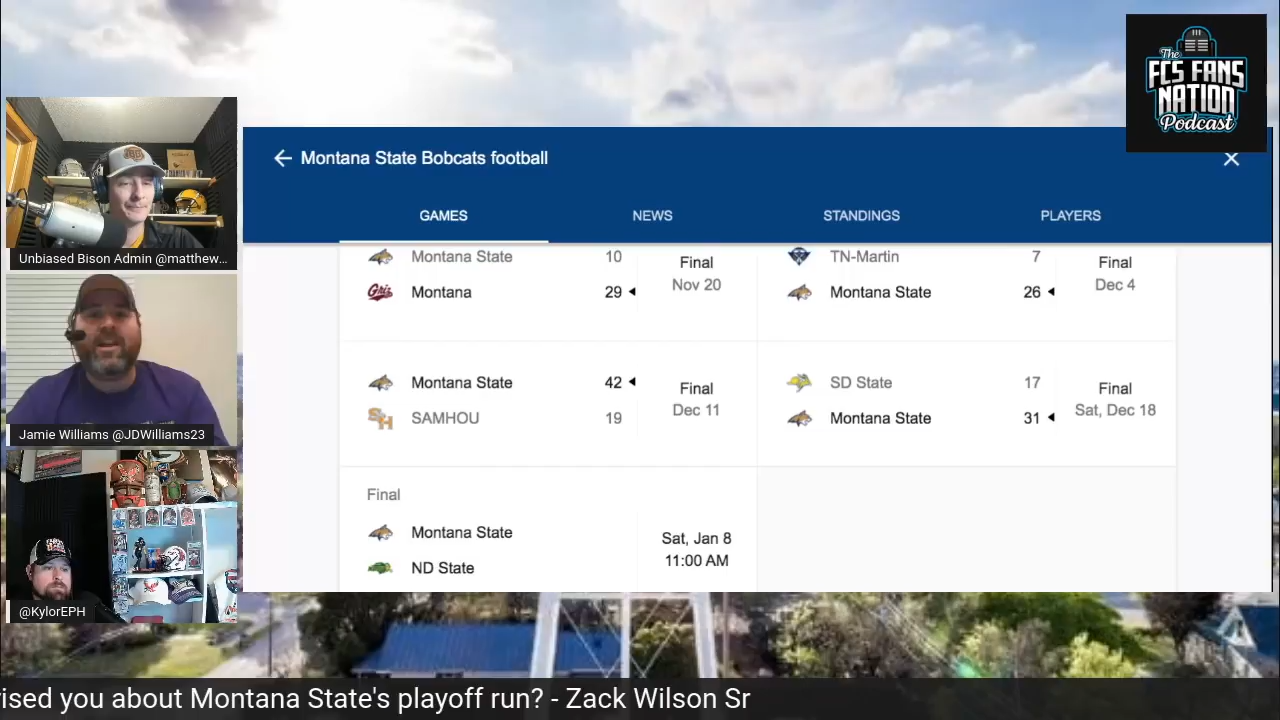 The
FCS FANS
NATION
Podcast
Unbiased Bison Admin @matthew...
Jamie Williams @JDWilliams23
@KylorEPH
Montana State Bobcats football
GAMES
NEWS
STANDINGS
PLAYERS
Montana State 10
Montana 29
Final
Nov 20
TN-Martin 7
Montana State 26
Final
Dec 4
Montana State 42
SAMHOU 19
Final
Dec 11
SD State 17
Montana State 31
Final
Sat, Dec 18
Final
Montana State
ND State
Sat, Jan 8
11:00 AM
ised you about Montana State's playoff run? - Zack Wilson Sr